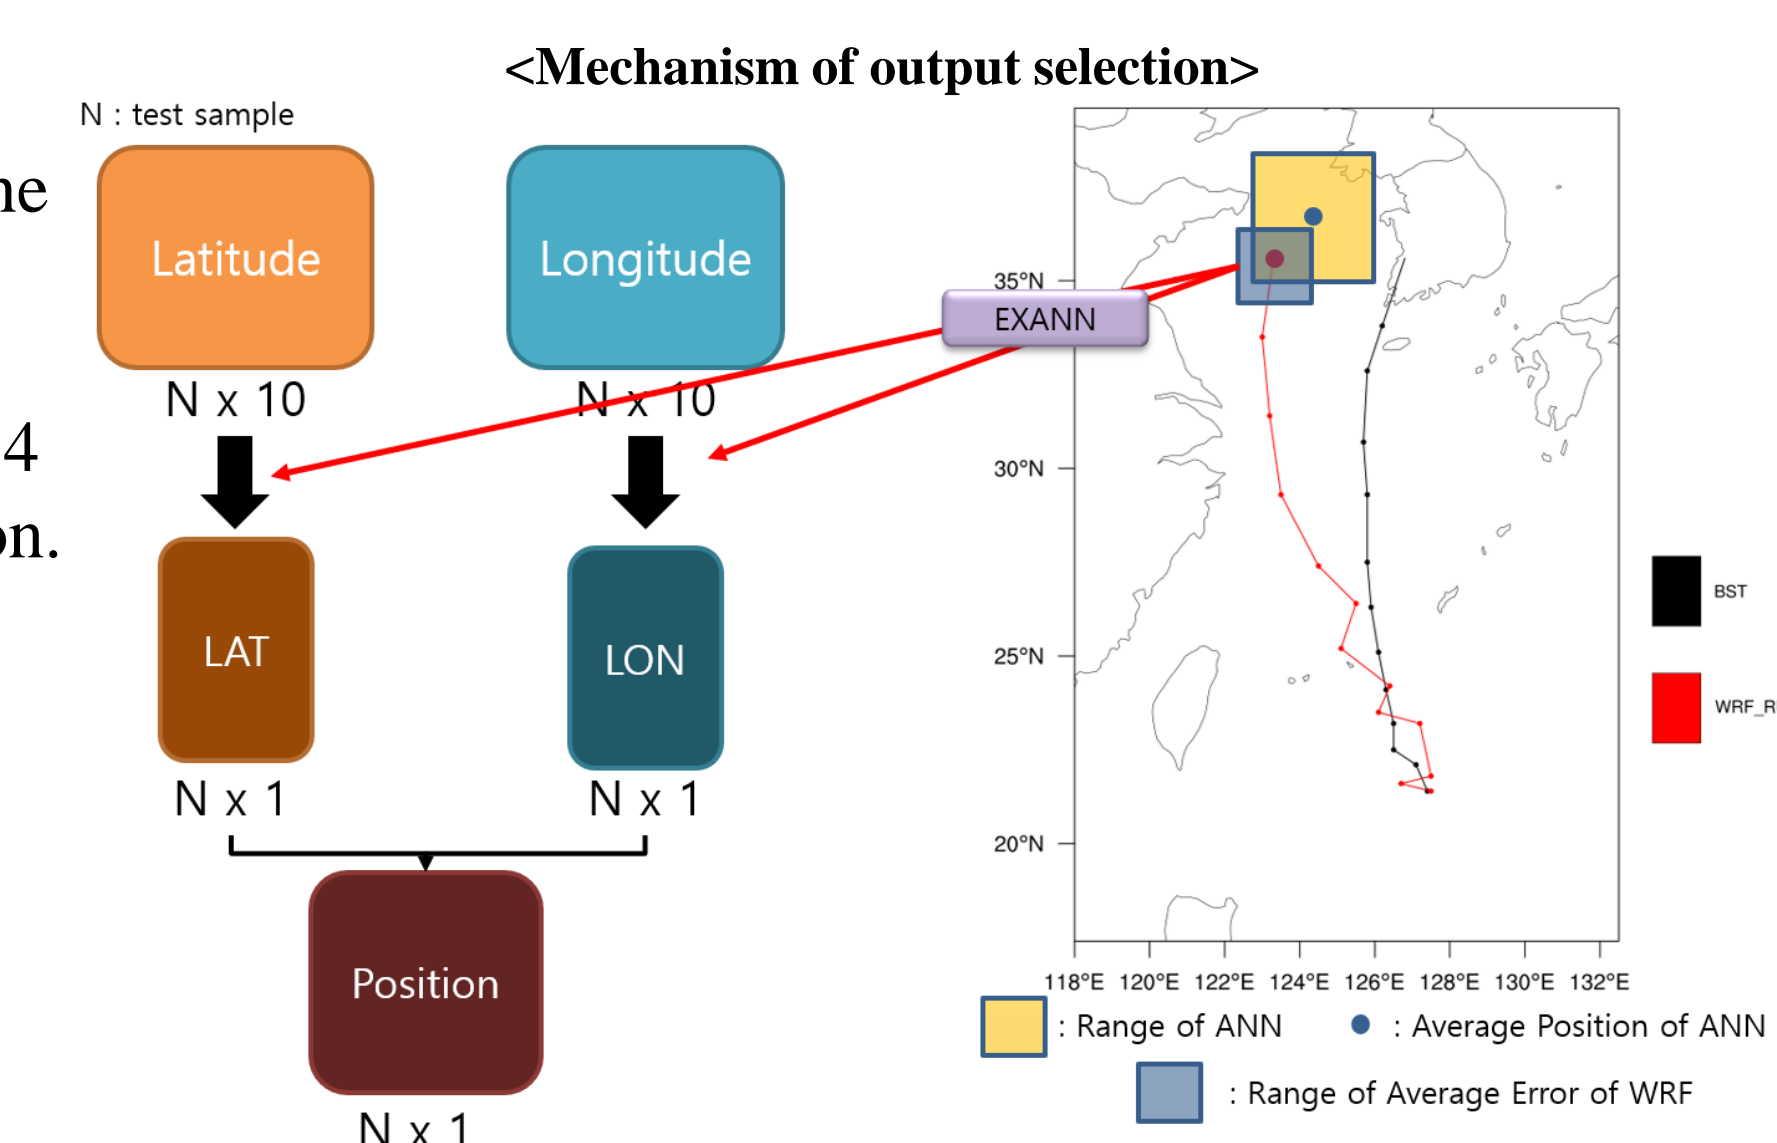 <Mechanism of output selection>
N : test sample
Latitude
Longitude
N x 10
N x 10
EXANN
4
on.
LAT
LON
N x 1
N x 1
Position
N x 1
35°N
30°N
25°N
20°N
118°E 120°E 122°E 124°E 126°E 128°E 130°E 132°E
BST
: Range of ANN
: Average Position of ANN
: Range of Average Error of WRF